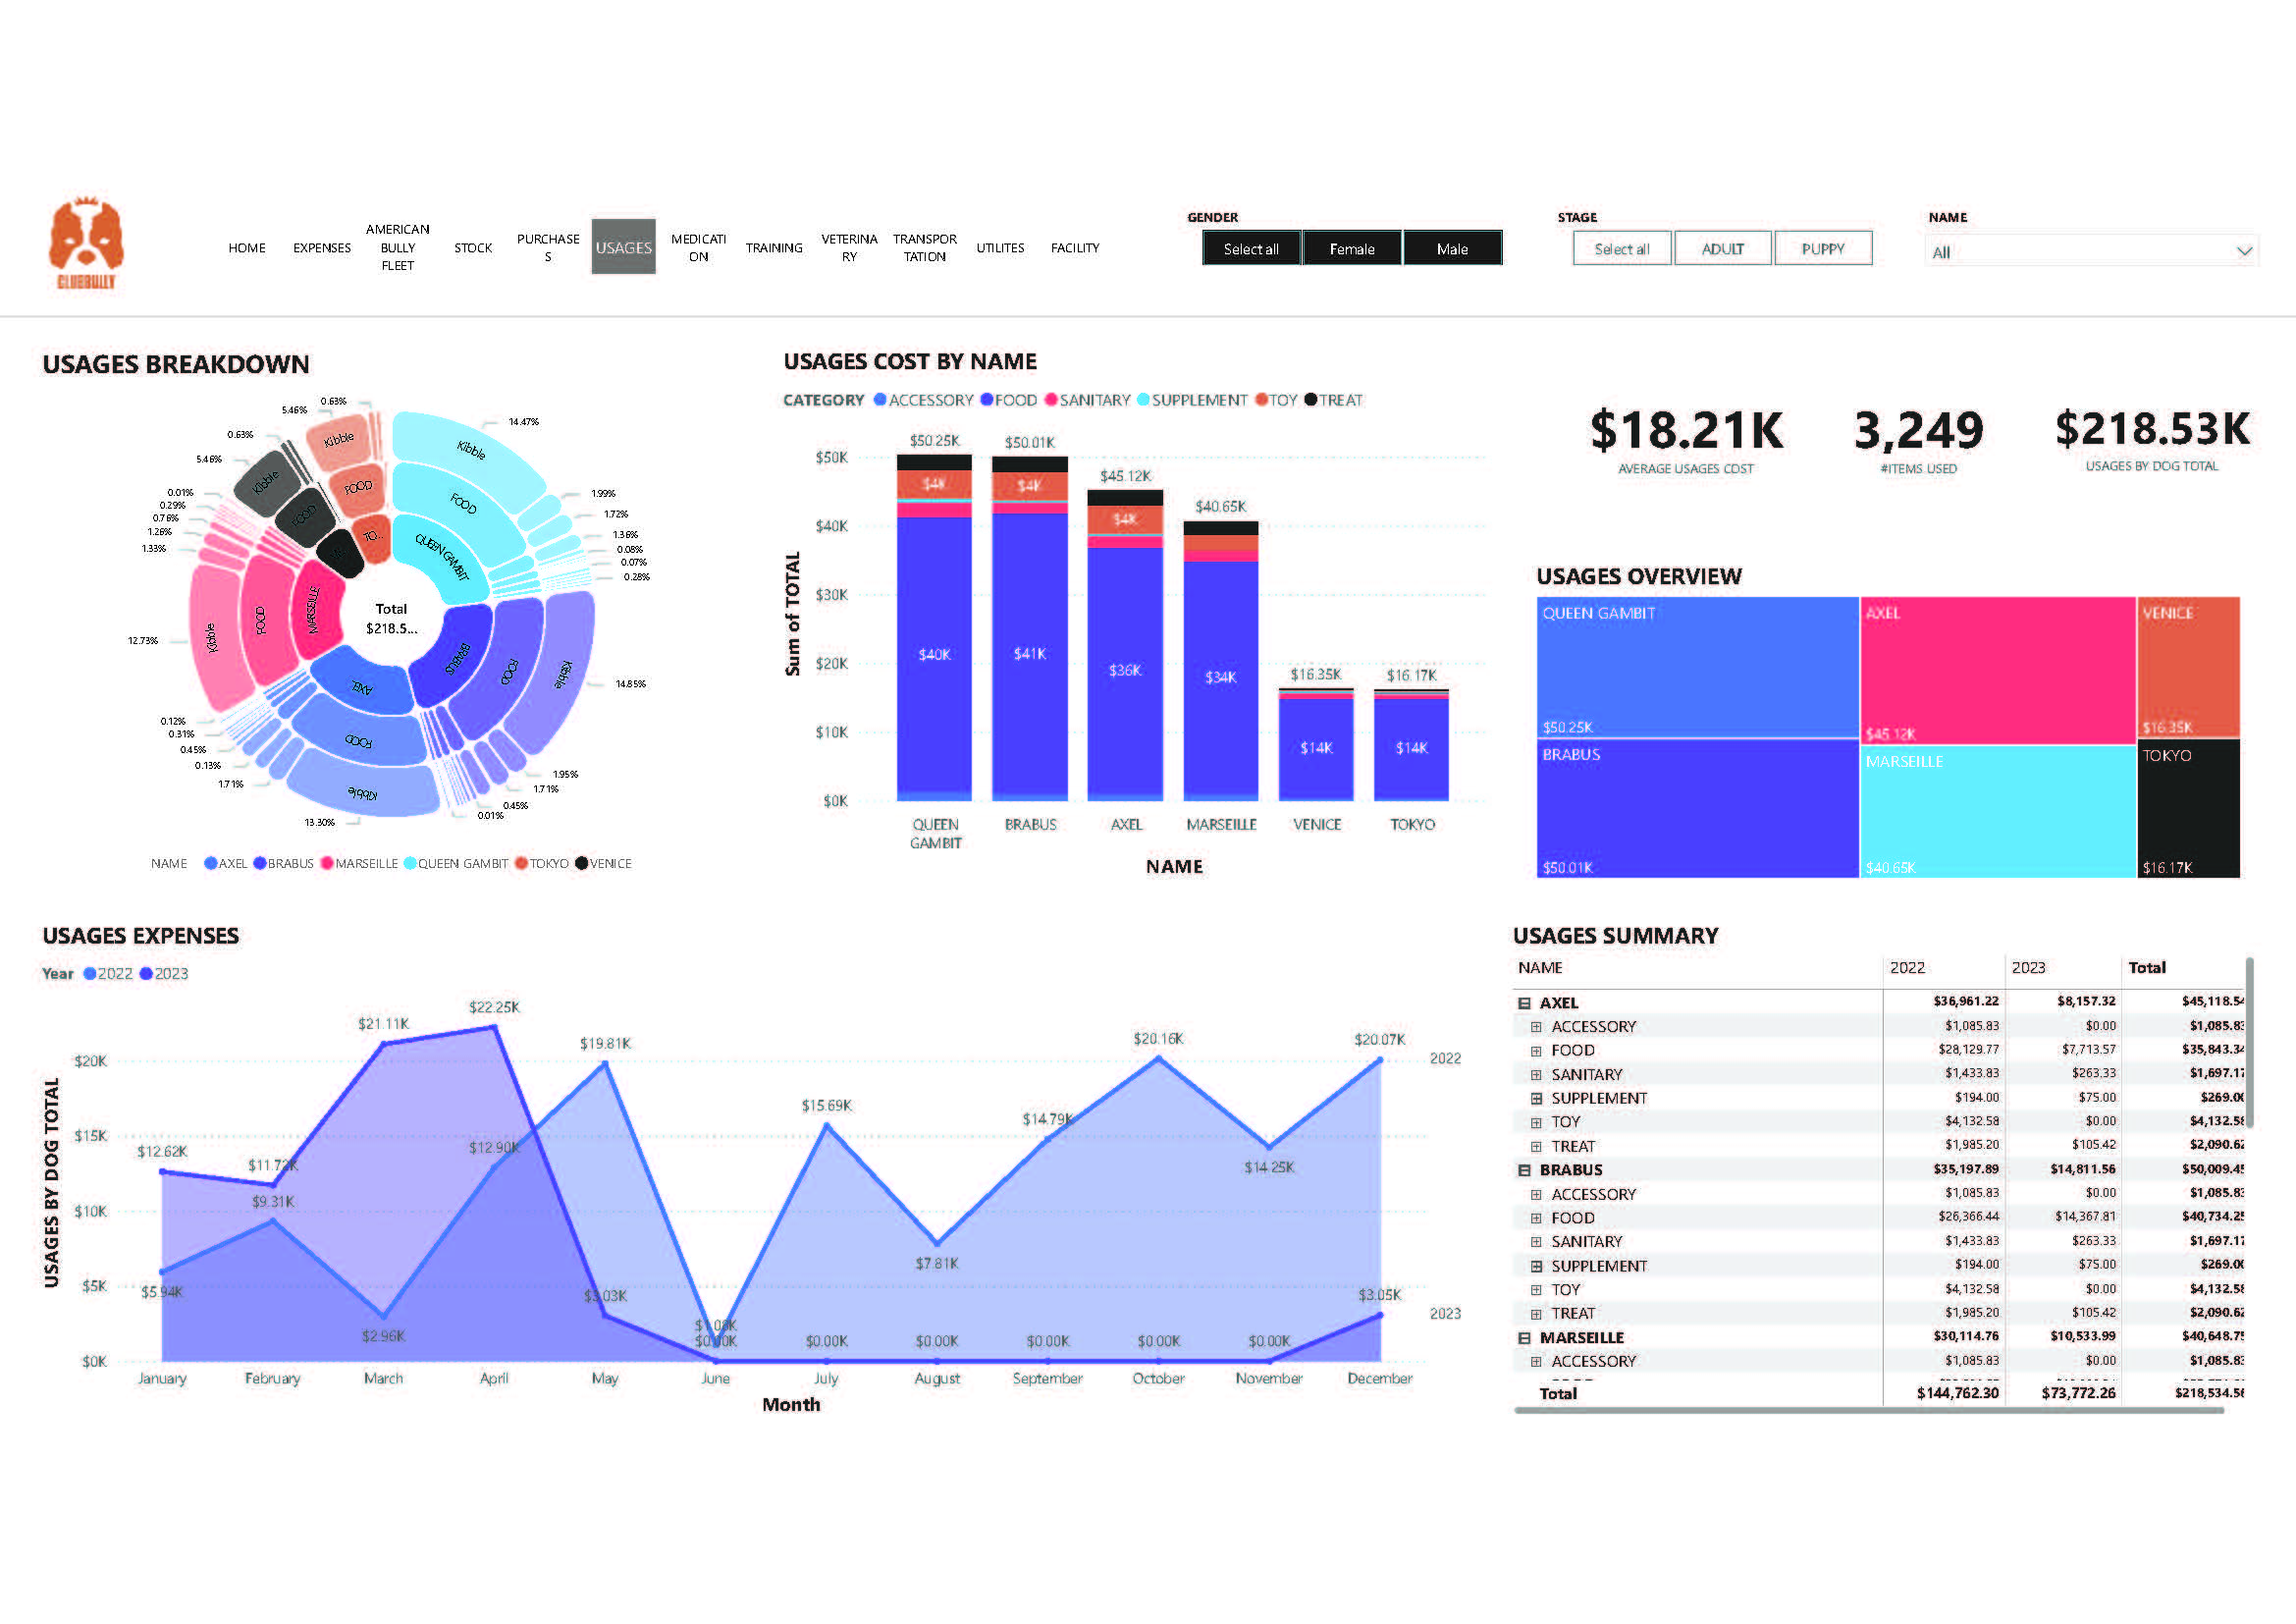 CLUEBULLY
HOME
EXPENSES
AMERICAN
BULLY
FLEET
STOCK
PURCHASE
S
USAGES
MEDICATI
ON
TRAINING
VETERINA
RY
TRANSPOR
TATION
UTILITES
FACILITY
GENDER
Select all
Female
Male
STAGE
Select all
ADULT
PUPPY
NAME
All
USAGES BREAKDOWN
0.63%
5.46%
0.63%
5.46%
0.01%
0.29%
0.76%
1.26%
1.33%
12.73%
0.12%
0.31%
0.45%
0.13%
1.71%
13.30%
14.47%
1.99%
1.72%
1.36%
0.08%
0.07%
0.28%
14.85%
1.95%
1.71%
0.45%
0.01%
Kibble
FOOD
QUEEN GAMBIT
Kibble
FOOD
BRABUS
Kibble
FOOD
AXEL
Kibble
FOOD
MARSEILLE
Kibble
FOOD
Kibble
FOOD
TO...
Total
$218.5...
NAME AXEL BRABUS MARSEILLE QUEEN GAMBIT TOKYO VENICE
USAGES COST BY NAME
CATEGORY ACCESSORY FOOD SANITARY SUPPLEMENT TOY TREAT
Sum of TOTAL
$50K
$40K
$30K
$20K
$10K
$0K
$50.25K
$4K
$40K
$50.01K
$4K
$41K
$45.12K
$4K
$36K
$40.65K
$34K
$16.35K
$14K
$16.17K
$14K
QUEEN
GAMBIT
BRABUS
AXEL
MARSEILLE
VENICE
TOKYO
NAME
$18.21K
AVERAGE USAGES COST
3,249
#ITEMS USED
$218.53K
USAGES BY DOG TOTAL
USAGES OVERVIEW
QUEEN GAMBIT
$50.25K
BRABUS
$50.01K
AXEL
$45.12K
MARSEILLE
$40.65K
VENICE
$16.35K
TOKYO
$16.17K
USAGES EXPENSES
Year 2022 2023
USAGES BY DOG TOTAL
$20K
$15K
$10K
$5K
$0K
$12.62K
$11.72K
$21.11K
$22.25K
$3.03K
$0.00K
$0.00K
$0.00K
$0.00K
$0.00K
$0.00K
$3.05K
2023
$5.94K
$9.31K
$2.96K
$12.90K
$19.81K
$15.69K
$7.81K
$14.79K
$20.16K
$14.25K
$20.07K
2022
January
February
March
April
May
June
July
August
September
October
November
December
Month
USAGES SUMMARY
NAME 2022 2023 Total
AXEL $36,961.22 $8,157.32 $45,118.54
ACCESSORY $1,085.83 $0.00 $1,085.83
FOOD $28,129.77 $7,713.57 $35,843.34
SANITARY $1,433.83 $263.33 $1,697.17
SUPPLEMENT $194.00 $75.00 $269.00
TOY $4,132.58 $0.00 $4,132.58
TREAT $1,985.20 $105.42 $2,090.62
BRABUS $35,197.89 $14,811.56 $50,009.45
ACCESSORY $1,085.83 $0.00 $1,085.83
FOOD $26,366.44 $14,367.81 $40,734.25
SANITARY $1,433.83 $263.33 $1,697.17
SUPPLEMENT $194.00 $75.00 $269.00
TOY $4,132.58 $0.00 $4,132.58
TREAT $1,985.20 $105.42 $2,090.62
MARSEILLE $30,114.76 $10,533.99 $40,648.75
ACCESSORY $1,085.83 $0.00 $1,085.83
Total $144,762.30 $73,772.26 $218,534.56